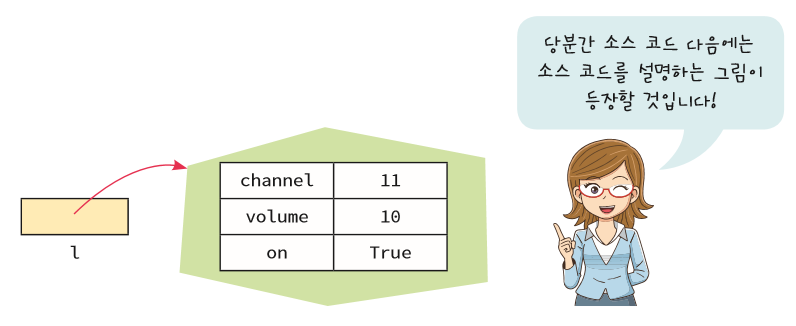 당분간 소스 코드 다음에는
소스 코드를 설명하는 그림이
등장할 것입니다!
channel 11
volume 10
on True
l